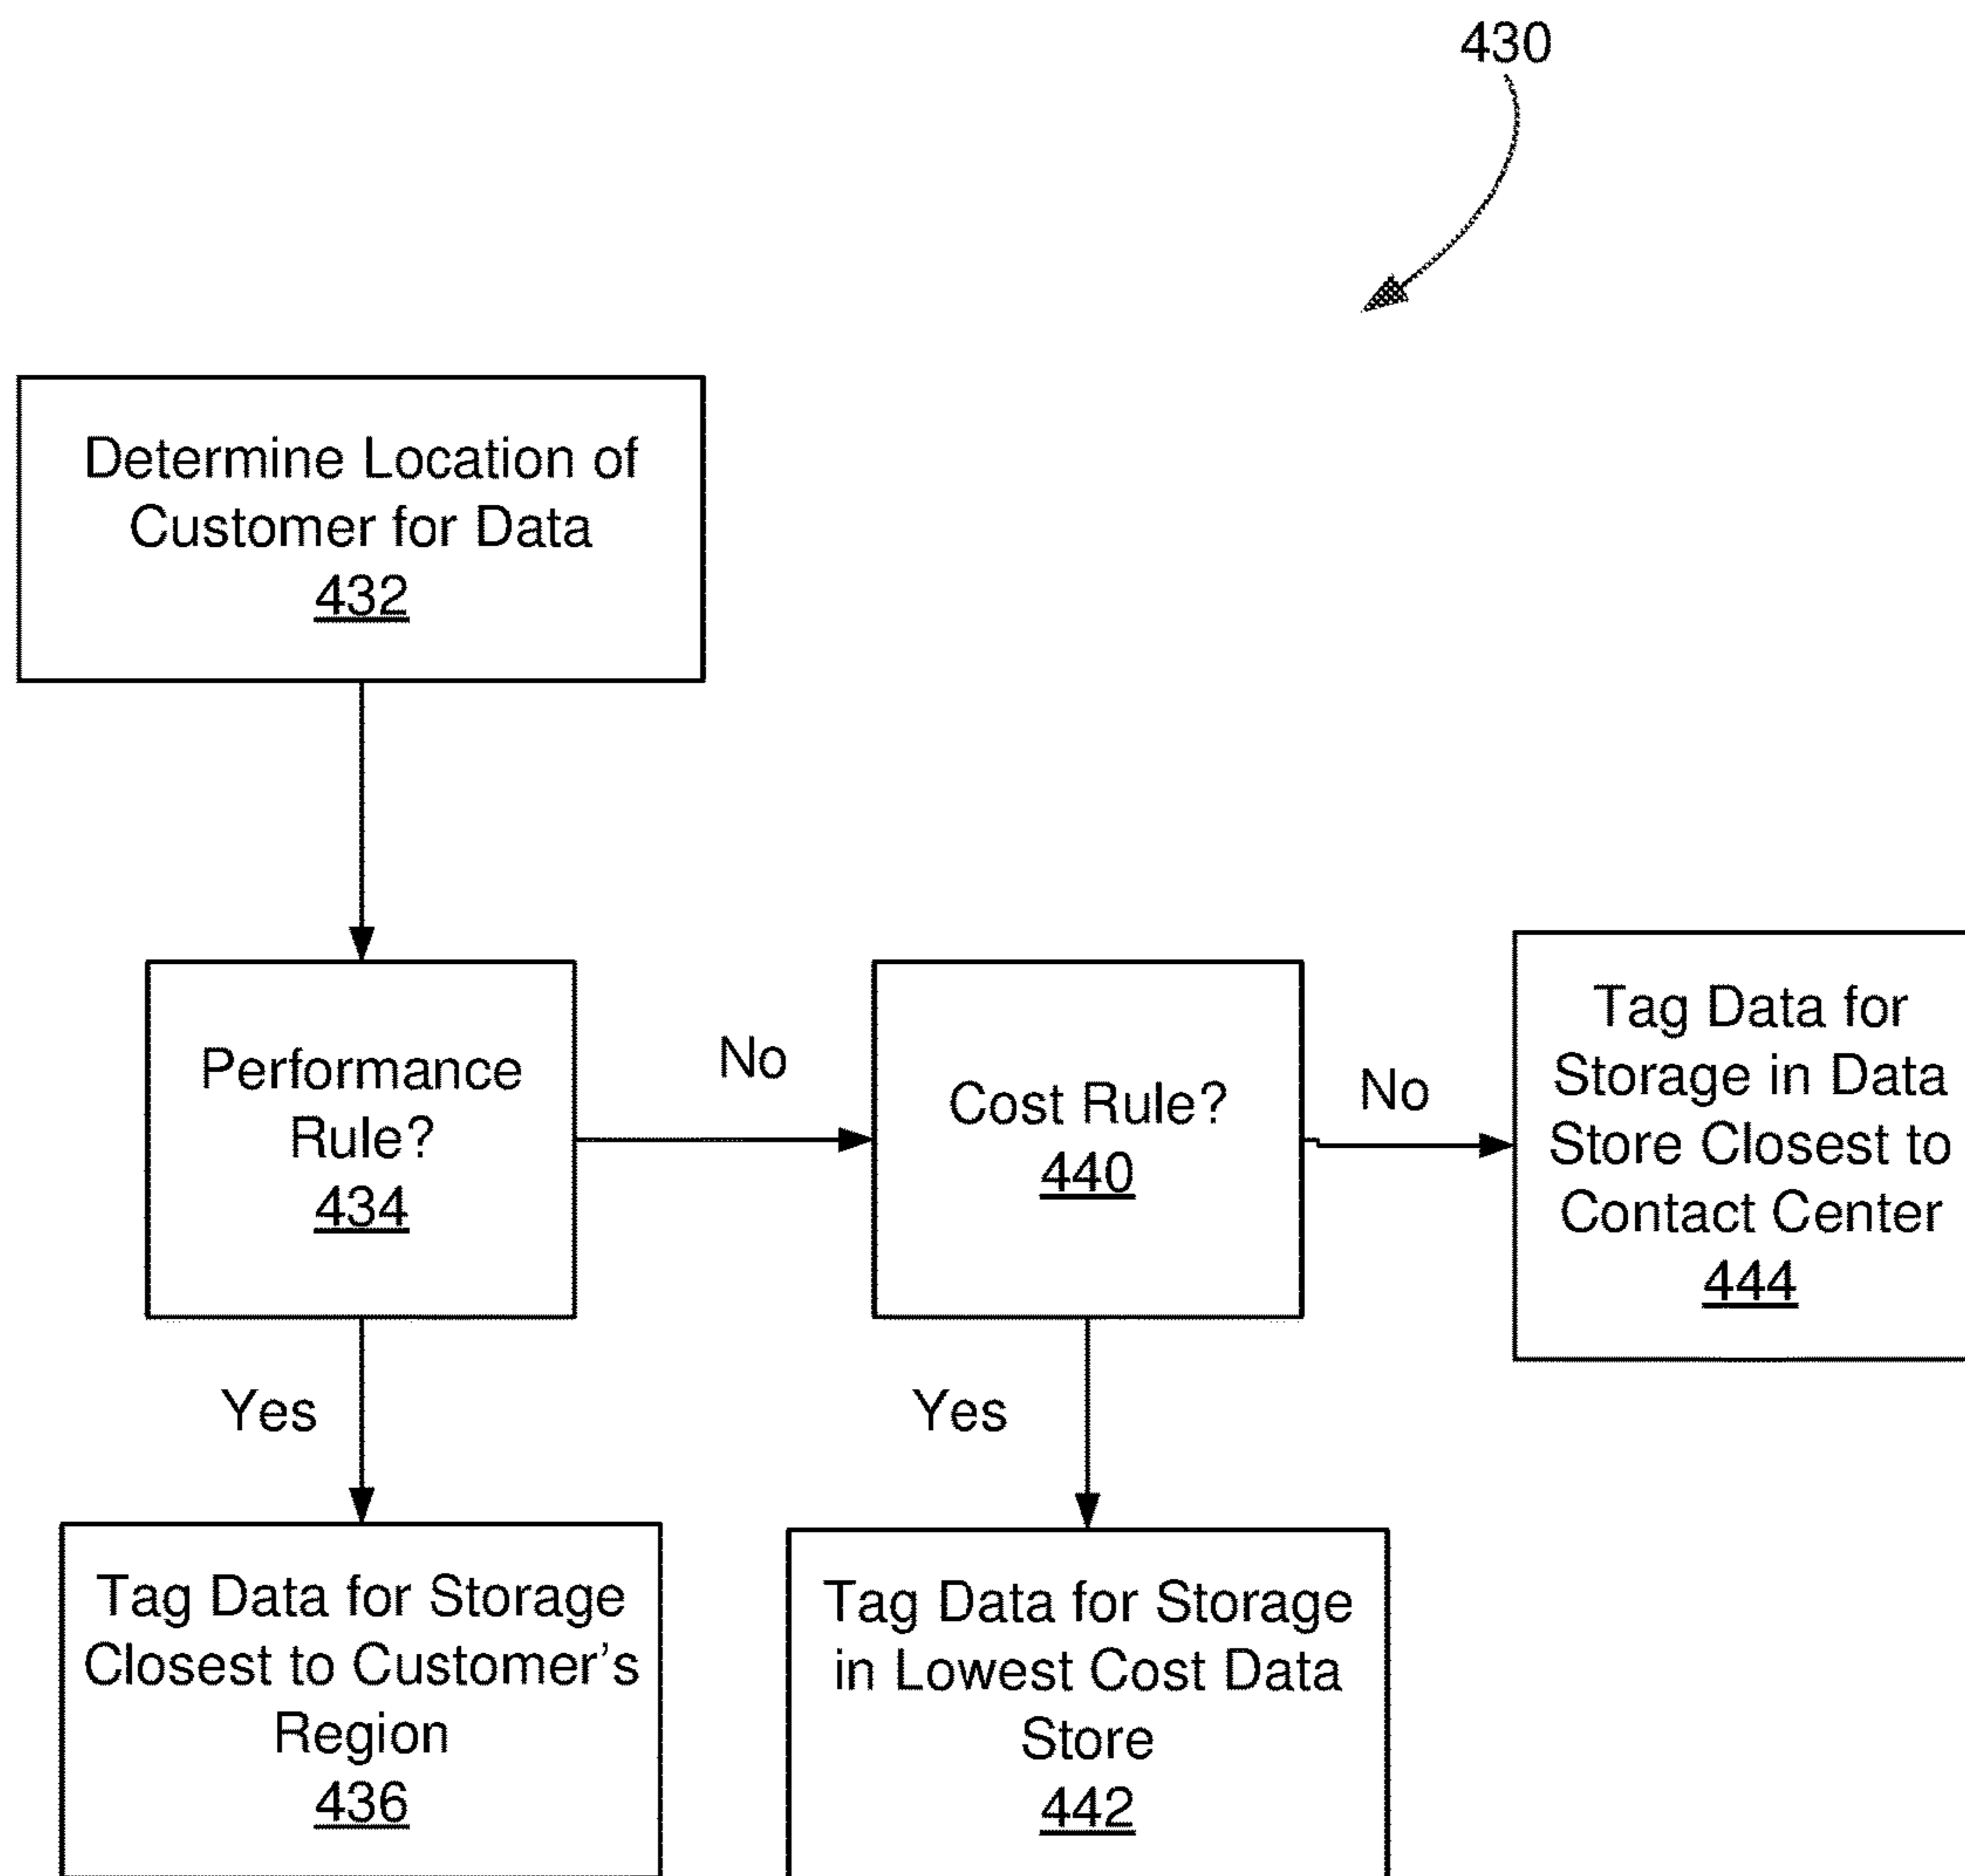 430
Determine Location of
Customer for Data
432
Performance
Rule?
434
No
Cost Rule?
440
No
Tag Data for
Storage in Data
Store Closest to
Contact Center
444
Yes
Yes
Tag Data for Storage
Closest to Customer’s
Region
436
Tag Data for Storage
in Lowest Cost Data
Store
442